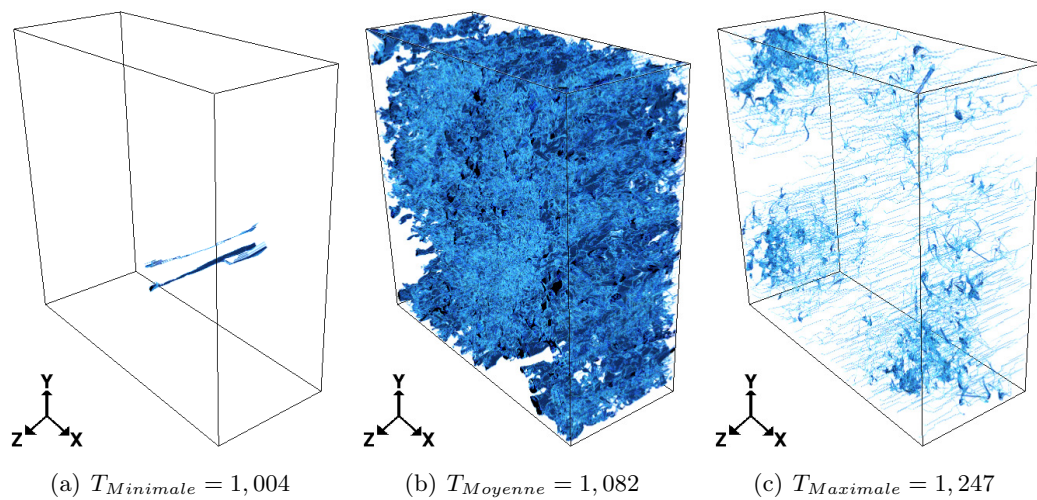 Y
Z X
Y
Z X
Y
Z X
(a) T_{Minimale} = 1,004
(b) T_{Moyenne} = 1,082
(c) T_{Maximale} = 1,247